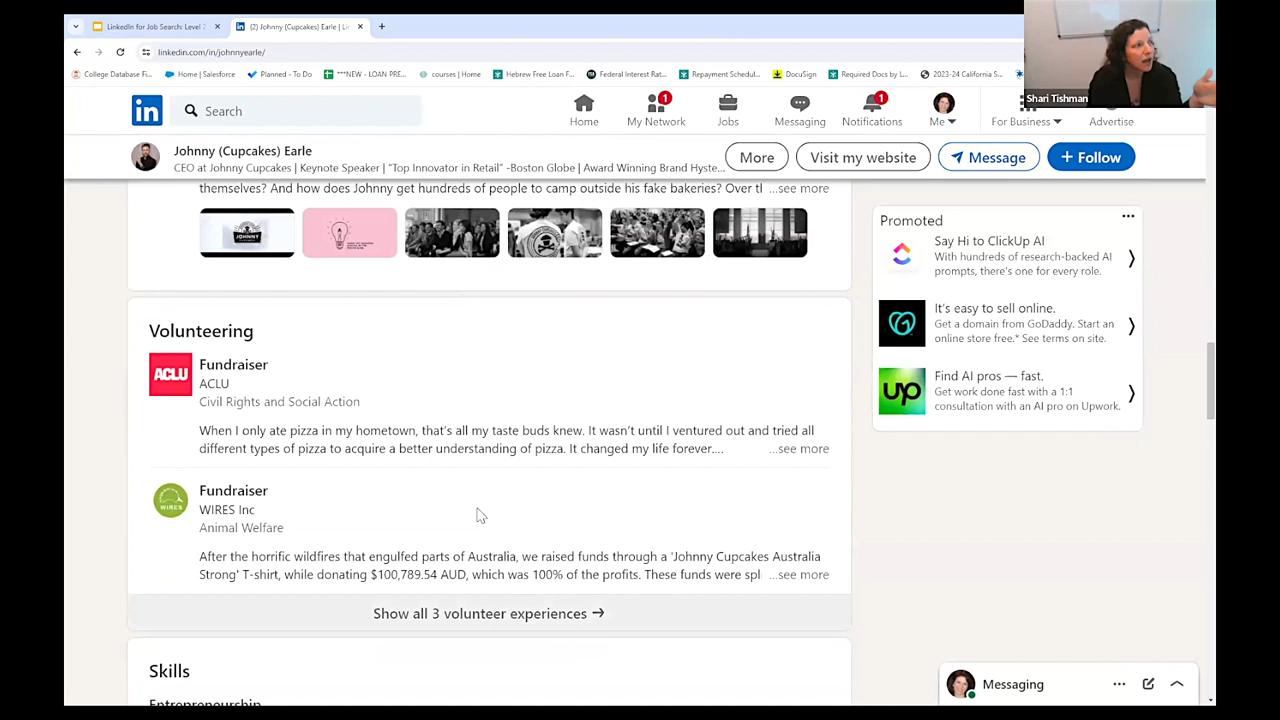 LinkedIn for Job Search: Level
(2) Johnny (Cupcakes) Earle | Li
linkedin.com/in/johnnyearle/
College Database Fi...
Home | Salesforce
Planned - To Do
***NEW - LOAN PRE...
courses | Home
Hebrew Free Loan F...
Federal Interest Rat...
Repayment Schedul...
DocuSign
Required Docs by L...
2023-24 California S...
Shari Tishman
in
Search
1
1
Home
My Network
Jobs
Messaging
Notifications
Me
For Business
Advertise
Johnny (Cupcakes) Earle
CEO at Johnny Cupcakes | Keynote Speaker | “Top Innovator in Retail” -Boston Globe | Award Winning Brand Hyste...
More
Visit my website
Message
+ Follow
themselves? And how does Johnny get hundreds of people to camp outside his fake bakeries? Over tl ...see more
JOHNNY
Volunteering
ACLU
Fundraiser
ACLU
Civil Rights and Social Action
When I only ate pizza in my hometown, that’s all my taste buds knew. It wasn’t until I ventured out and tried all
different types of pizza to acquire a better understanding of pizza. It changed my life forever.... ...see more
WIRES
Fundraiser
WIRES Inc
Animal Welfare
After the horrific wildfires that engulfed parts of Australia, we raised funds through a 'Johnny Cupcakes Australia
Strong' T-shirt, while donating $100,789.54 AUD, which was 100% of the profits. These funds were spl ...see more
Show all 3 volunteer experiences →
Skills
Entrepreneurship
Promoted
Say Hi to ClickUp AI
With hundreds of research-backed AI
prompts, there's one for every role.
It’s easy to sell online.
Get a domain from GoDaddy. Start an
online store free.* See terms on site.
up
Find AI pros — fast.
Get work done fast with a 1:1
consultation with an AI pro on Upwork.
Messaging